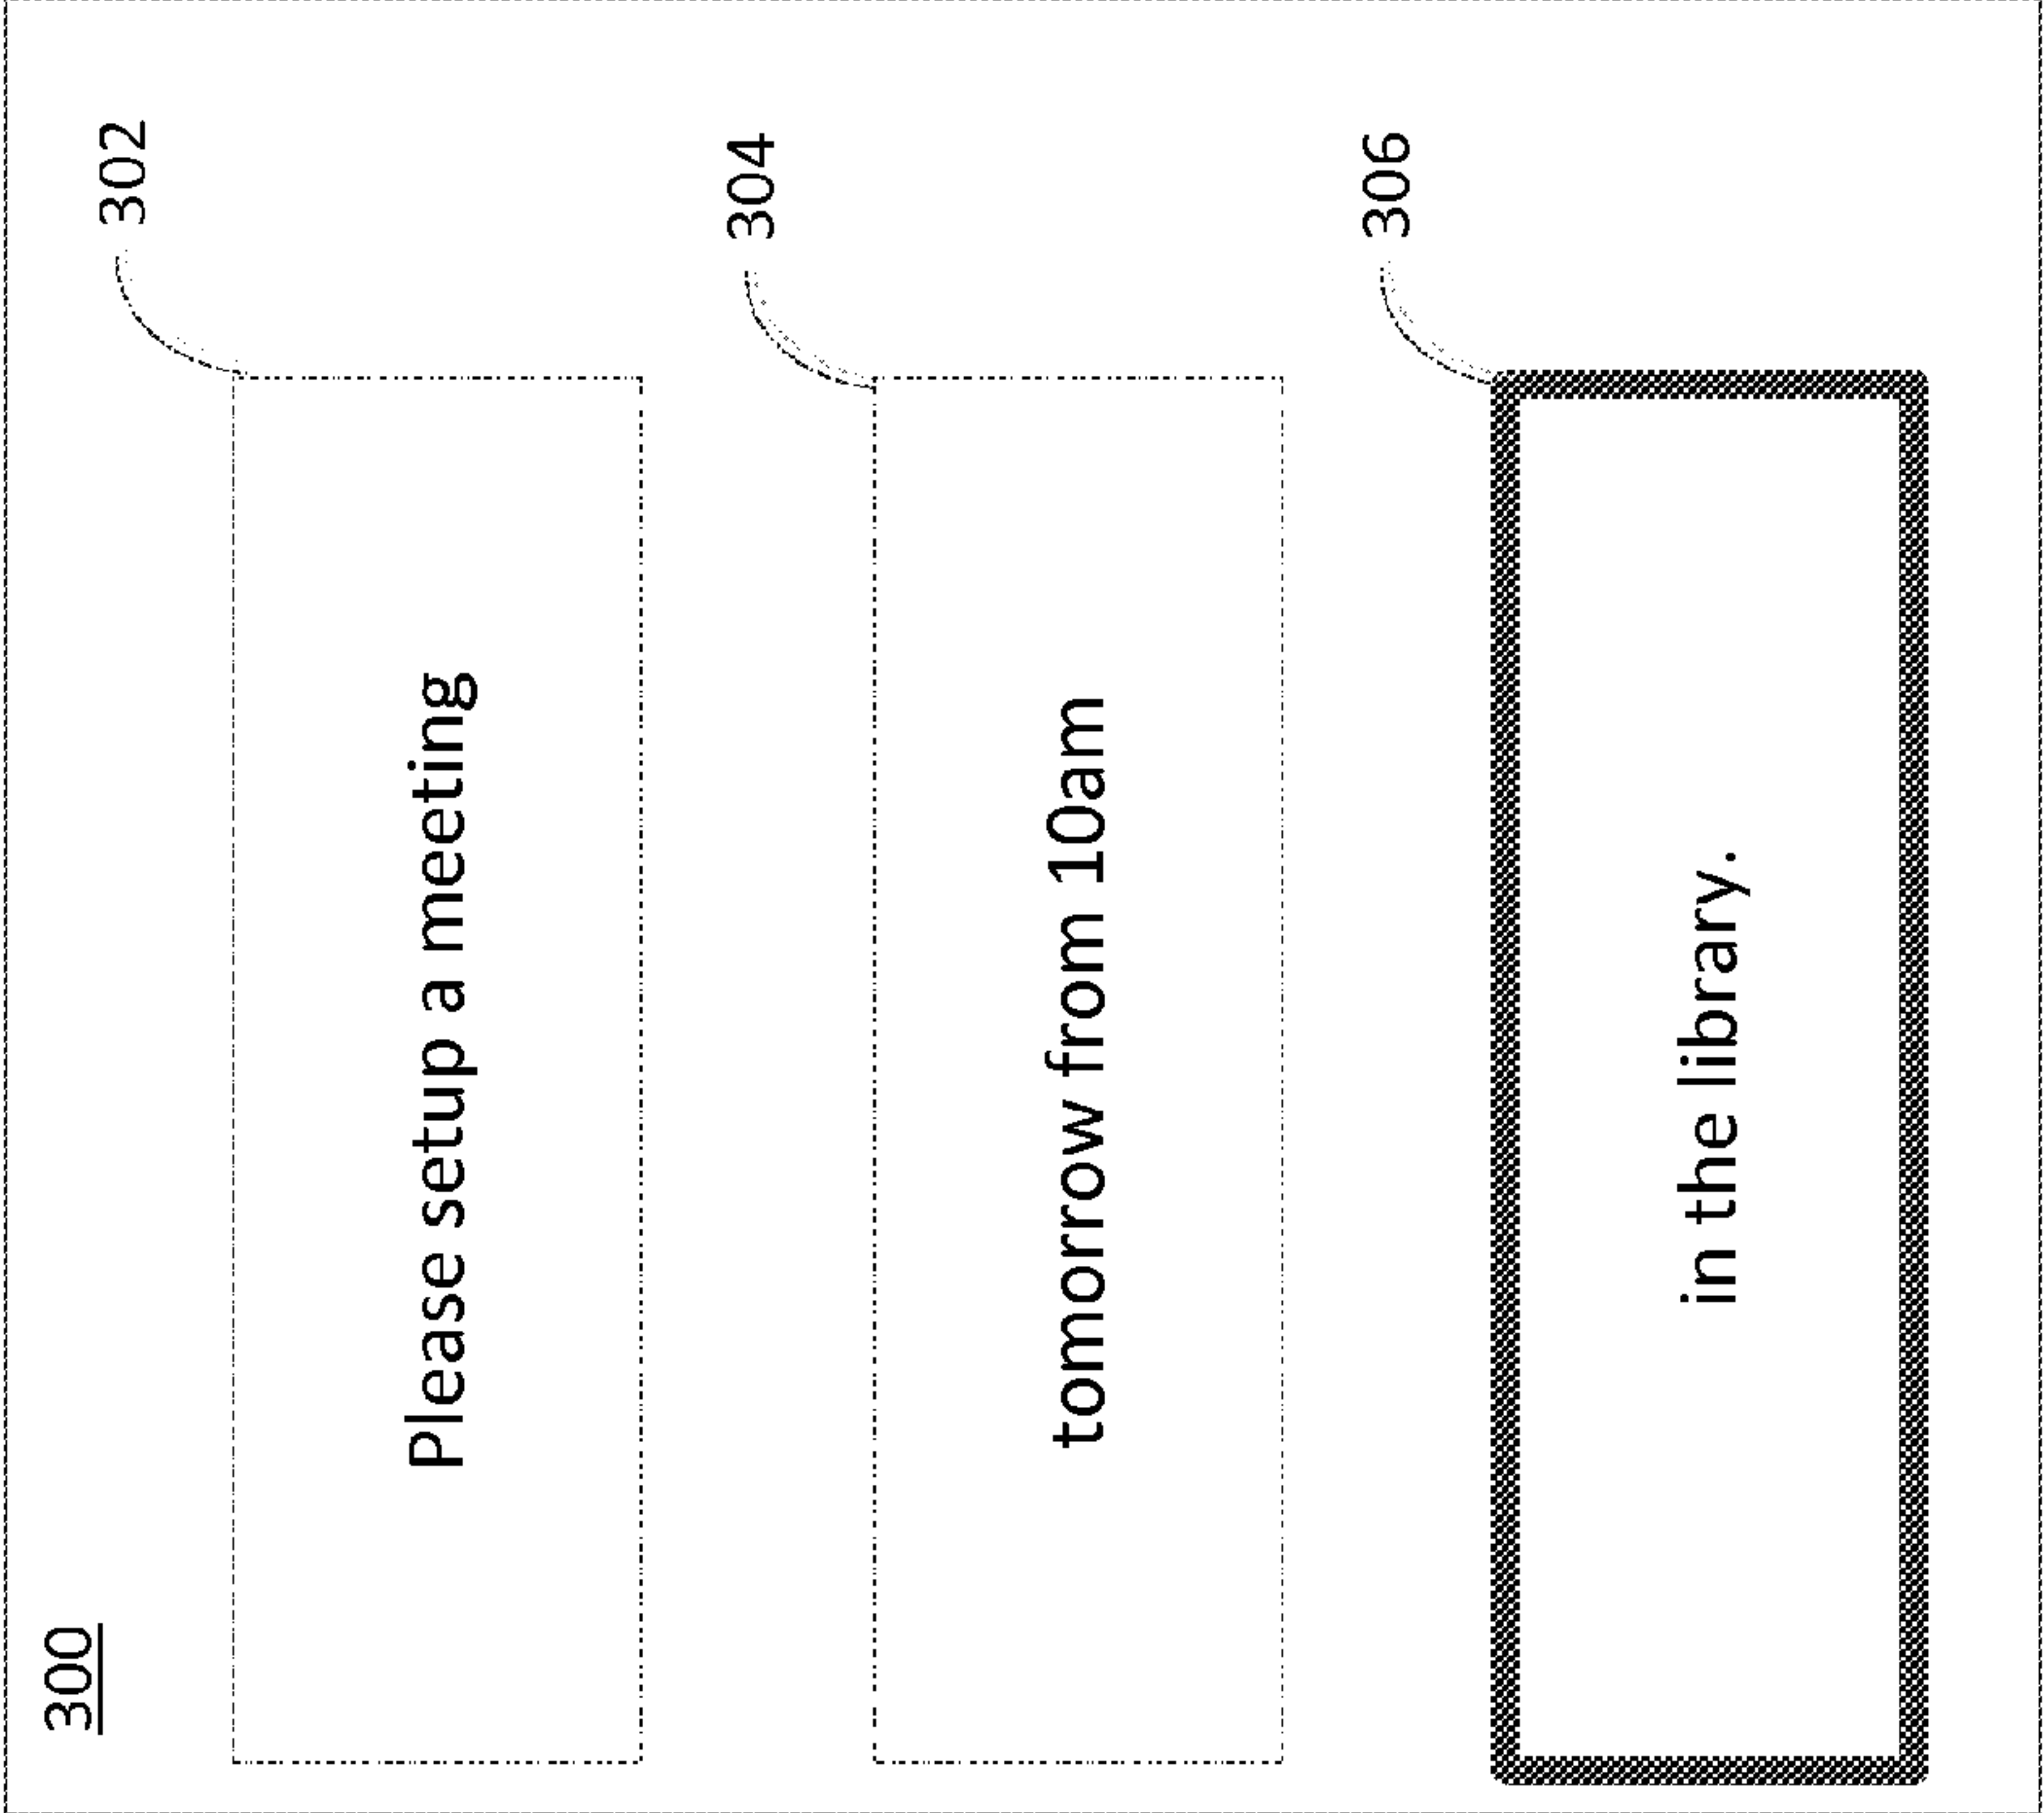 300
302
Please setup a meeting
304
tomorrow from 10am
306
in the library.